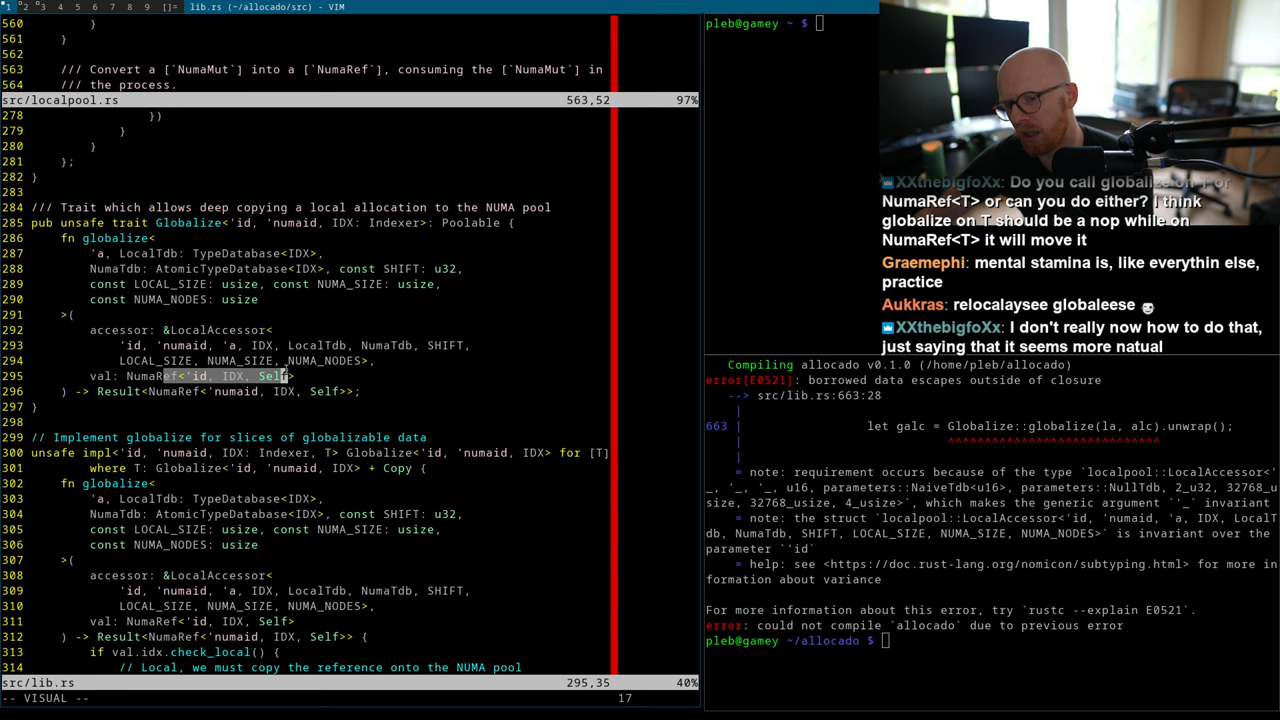 1 2 3 4 5 6 7 8 9 []= lib.rs (~/allocado/src) - VIM
560         }
561     }
562
563     /// Convert a [`NumaMut`] into a [`NumaRef`], consuming the [`NumaMut`] in
564     /// the process.
src/localpool.rs 563,52 97%
278                 })
279             }
280         }
281     };
282 }
283
284 /// Trait which allows deep copying a local allocation to the NUMA pool
285 pub unsafe trait Globalize<'id, 'numaid, IDX: Indexer>: Poolable {
286     fn globalize<
287         'a, LocalTdb: TypeDatabase<IDX>,
288         NumaTdb: AtomicTypeDatabase<IDX>, const SHIFT: u32,
289         const LOCAL_SIZE: usize, const NUMA_SIZE: usize,
290         const NUMA_NODES: usize
291     >(
292         accessor: &LocalAccessor<
293             'id, 'numaid, 'a, IDX, LocalTdb, NumaTdb, SHIFT,
294             LOCAL_SIZE, NUMA_SIZE, NUMA_NODES>,
295         val: NumaRef<'id, IDX, Self>
296     ) -> Result<NumaRef<'numaid, IDX, Self>>;
297 }
298
299 // Implement globalize for slices of globalizable data
300 unsafe impl<'id, 'numaid, IDX: Indexer, T> Globalize<'id, 'numaid, IDX> for [T]
301         where T: Globalize<'id, 'numaid, IDX> + Copy {
302     fn globalize<
303         'a, LocalTdb: TypeDatabase<IDX>,
304         NumaTdb: AtomicTypeDatabase<IDX>, const SHIFT: u32,
305         const LOCAL_SIZE: usize, const NUMA_SIZE: usize,
306         const NUMA_NODES: usize
307     >(
308         accessor: &LocalAccessor<
309             'id, 'numaid, 'a, IDX, LocalTdb, NumaTdb, SHIFT,
310             LOCAL_SIZE, NUMA_SIZE, NUMA_NODES>,
311         val: NumaRef<'id, IDX, Self>
312     ) -> Result<NumaRef<'numaid, IDX, Self>> {
313         if val.idx.check_local() {
314             // Local, we must copy the reference onto the NUMA pool
src/lib.rs 295,35 40%
-- VISUAL -- 17
pleb@gamey ~ $
XXthebigfoXx: Do you call globalize on T or
NumaRef<T> or can you do either? I think
globalize on T should be a nop while on
NumaRef<T> it will move it
Graemephi: mental stamina is, like everythin else,
practice
Aukkras: relocalaysee globaleese
XXthebigfoXx: I don't really now how to do that,
just saying that it seems more natual
Compiling allocado v0.1.0 (/home/pleb/allocado)
error[E0521]: borrowed data escapes outside of closure
--> src/lib.rs:663:28
|
663 |             let galc = Globalize::globalize(la, alc).unwrap();
|                        ^^^^^^^^^^^^^^^^^^^^^^^^^^^^
|
= note: requirement occurs because of the type `localpool::LocalAccessor<'
_, '_, '_, u16, parameters::NaiveTdb<u16>, parameters::NullTdb, 2_u32, 32768_u
size, 32768_usize, 4_usize>`, which makes the generic argument `'_` invariant
= note: the struct `localpool::LocalAccessor<'id, 'numaid, 'a, IDX, LocalT
db, NumaTdb, SHIFT, LOCAL_SIZE, NUMA_SIZE, NUMA_NODES>` is invariant over the
parameter `'id`
= help: see <https://doc.rust-lang.org/nomicon/subtyping.html> for more in
formation about variance
For more information about this error, try `rustc --explain E0521`.
error: could not compile `allocado` due to previous error
pleb@gamey ~/allocado $